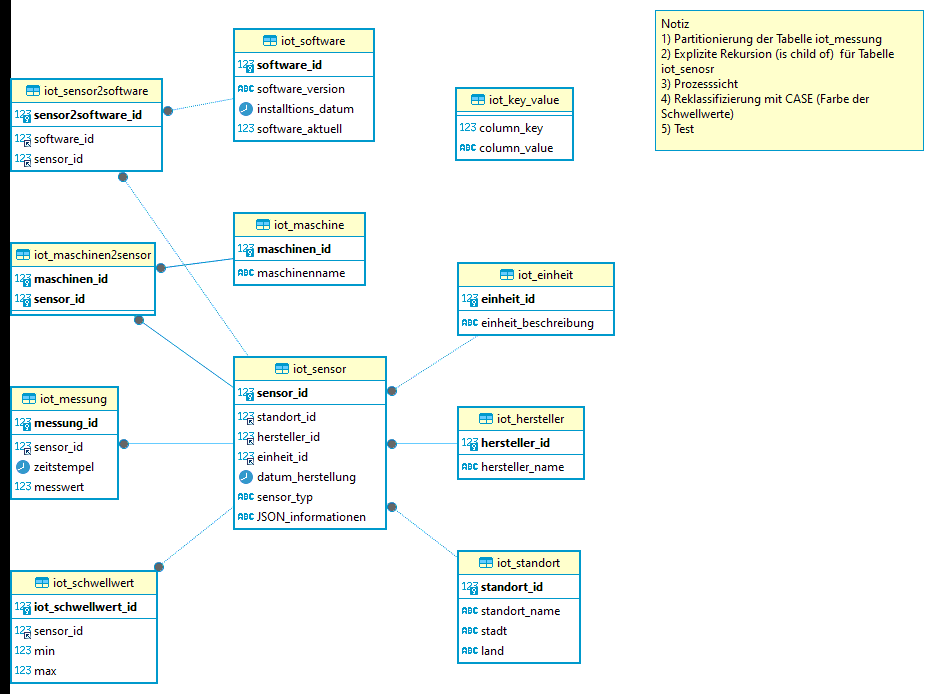 iot_software
software_id
software_version
installtions_datum
software_aktuell
iot_sensor2software
sensor2software_id
software_id
sensor_id
iot_key_value
column_key
column_value
Notiz
1) Partitionierung der Tabelle iot_messung
2) Explizite Rekursion (is child of) für Tabelle
iot_senosr
3) Prozesssicht
4) Reklassifizierung mit CASE (Farbe der
Schwellwerte)
5) Test
iot_maschine
maschinen_id
maschinenname
iot_maschinen2sensor
maschinen_id
sensor_id
iot_einheit
einheit_id
einheit_beschreibung
iot_sensor
sensor_id
standort_id
hersteller_id
einheit_id
datum_herstellung
sensor_typ
JSON_informationen
iot_messung
messung_id
sensor_id
zeitstempel
messwert
iot_hersteller
hersteller_id
hersteller_name
iot_standort
standort_id
standort_name
stadt
land
iot_schwellwert
iot_schwellwert_id
sensor_id
min
max